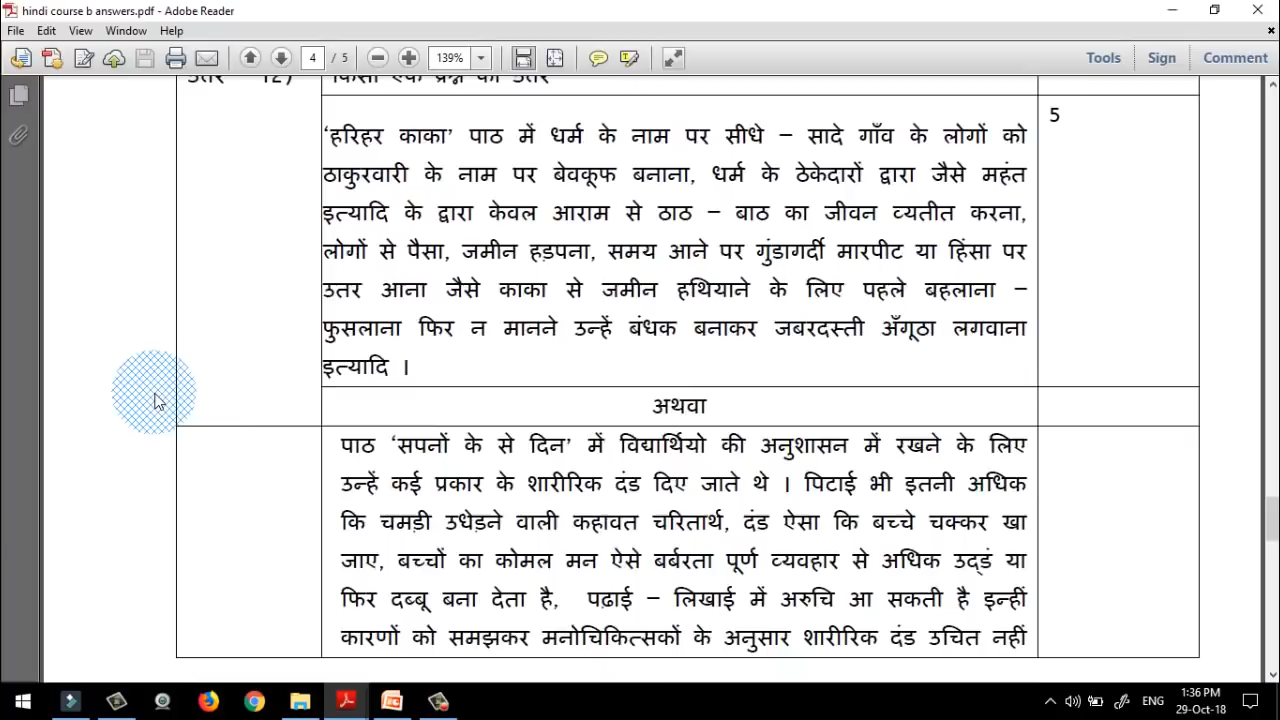 hindi course b answers.pdf - Adobe Reader
File Edit View Window Help
4 / 5 139% Tools Sign Comment
उतर 12) किसी एक प्रश्न का उतर
‘हरिहर काका’ पाठ में धर्म के नाम पर सीधे – सादे गाँव के लोगों को 5
ठाकुरवारी के नाम पर बेवकूफ बनाना, धर्म के ठेकेदारों द्वारा जैसे महंत
इत्यादि के द्वारा केवल आराम से ठाठ – बाठ का जीवन व्यतीत करना,
लोगों से पैसा, जमीन हड़पना, समय आने पर गुंडागर्दी मारपीट या हिंसा पर
उतर आना जैसे काका से जमीन हथियाने के लिए पहले बहलाना –
फुसलाना फिर न मानने उन्हें बंधक बनाकर जबरदस्ती अँगूठा लगवाना
इत्यादि ।
अथवा
पाठ ‘सपनों के से दिन’ में विद्यार्थियो की अनुशासन में रखने के लिए
उन्हें कई प्रकार के शारीरिक दंड दिए जाते थे । पिटाई भी इतनी अधिक
कि चमड़ी उधेड़ने वाली कहावत चरितार्थ, दंड ऐसा कि बच्चे चक्कर खा
जाए, बच्चों का कोमल मन ऐसे बर्बरता पूर्ण व्यवहार से अधिक उद्दंड या
फिर दब्बू बना देता है, पढ़ाई – लिखाई में अरुचि आ सकती है इन्हीं
कारणों को समझकर मनोचिकित्सकों के अनुसार शारीरिक दंड उचित नहीं
ENG 1:36 PM
29-Oct-18